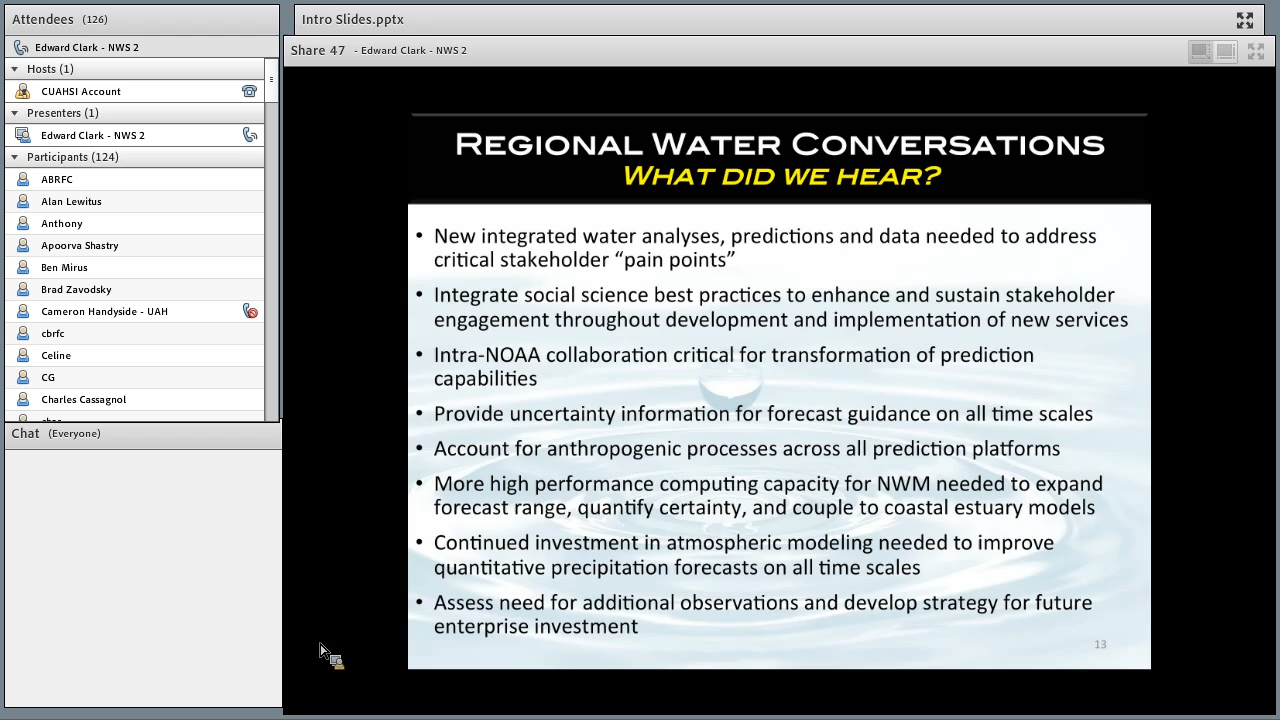 Attendees (126)
Edward Clark - NWS 2
Hosts (1)
CUAHSI Account
Presenters (1)
Edward Clark - NWS 2
Participants (124)
ABRFC
Alan Lewitus
Anthony
Apoorva Shastry
Ben Mirus
Brad Zavodsky
Cameron Handyside - UAH
cbrfc
Celine
CG
Charles Cassagnol
Chat (Everyone)
Intro Slides.pptx
Share 47 - Edward Clark - NWS 2
REGIONAL WATER CONVERSATIONS
WHAT DID WE HEAR?
• New integrated water analyses, predictions and data needed to address
critical stakeholder “pain points”
• Integrate social science best practices to enhance and sustain stakeholder
engagement throughout development and implementation of new services
• Intra-NOAA collaboration critical for transformation of prediction
capabilities
• Provide uncertainty information for forecast guidance on all time scales
• Account for anthropogenic processes across all prediction platforms
• More high performance computing capacity for NWM needed to expand
forecast range, quantify certainty, and couple to coastal estuary models
• Continued investment in atmospheric modeling needed to improve
quantitative precipitation forecasts on all time scales
• Assess need for additional observations and develop strategy for future
enterprise investment
13